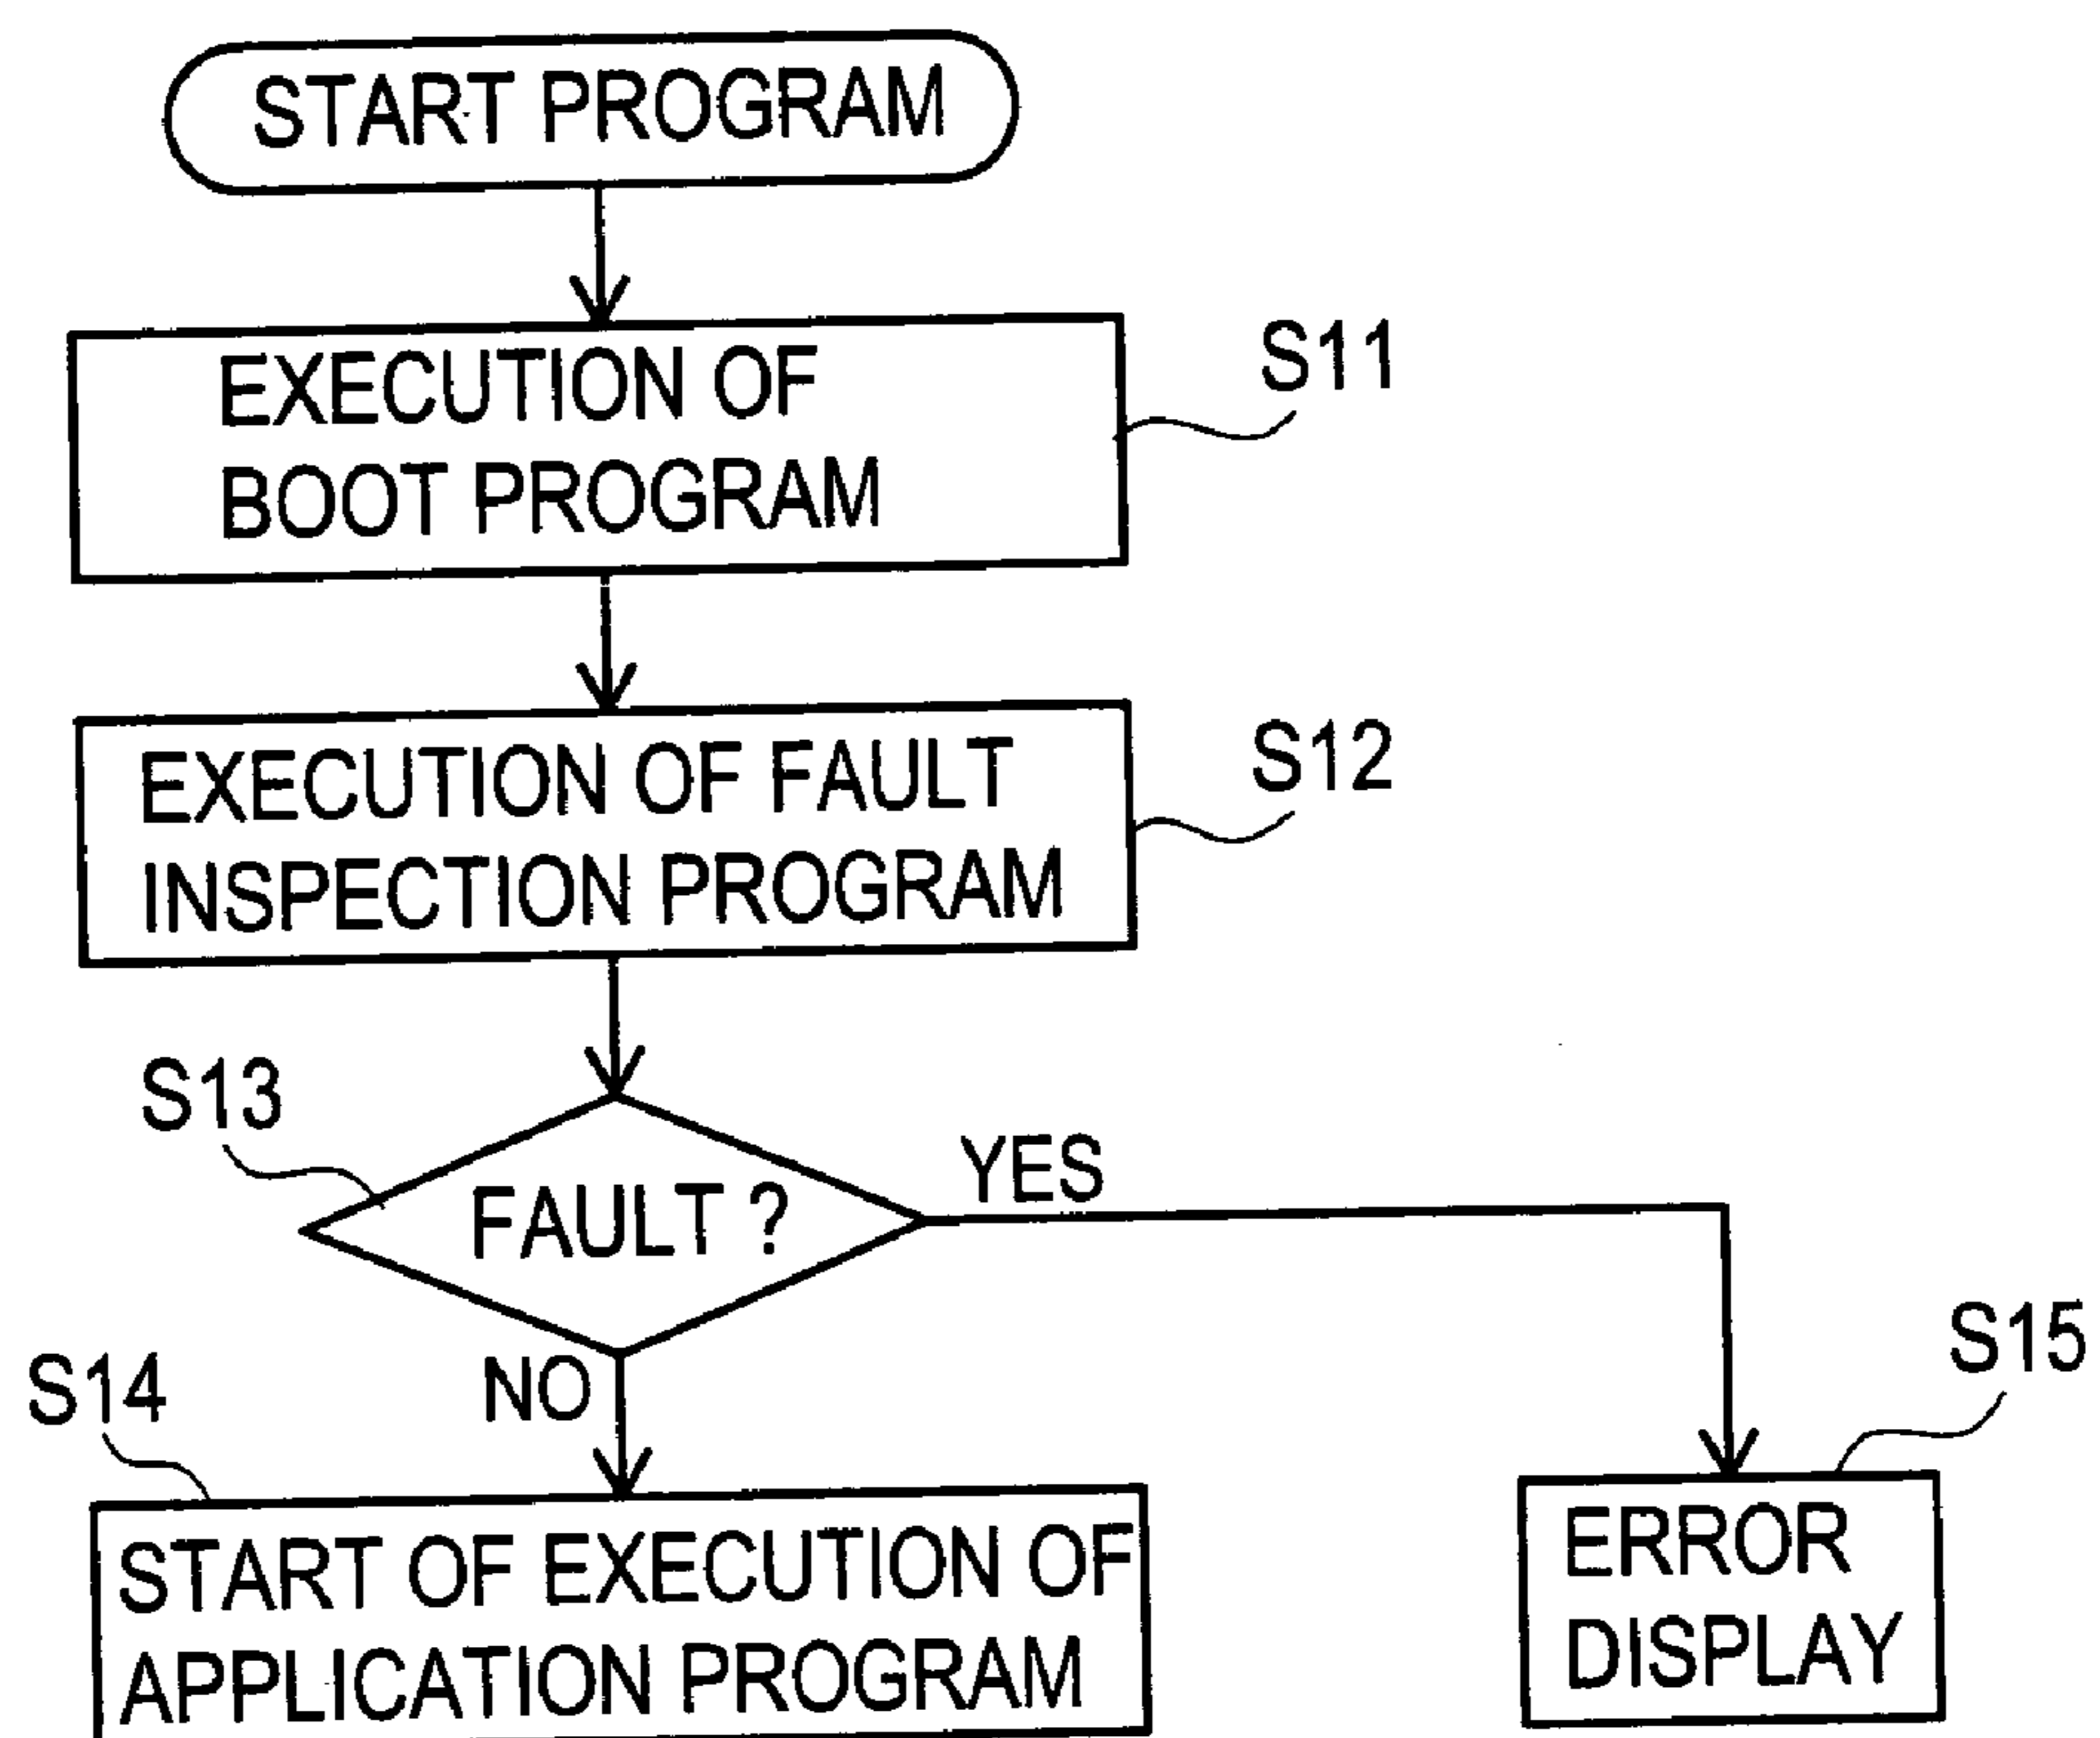 START PROGRAM
EXECUTION OF
BOOT PROGRAM
S11
EXECUTION OF FAULT
INSPECTION PROGRAM
S12
S13
FAULT ?
YES
NO
S14
START OF EXECUTION OF
APPLICATION PROGRAM
S15
ERROR
DISPLAY